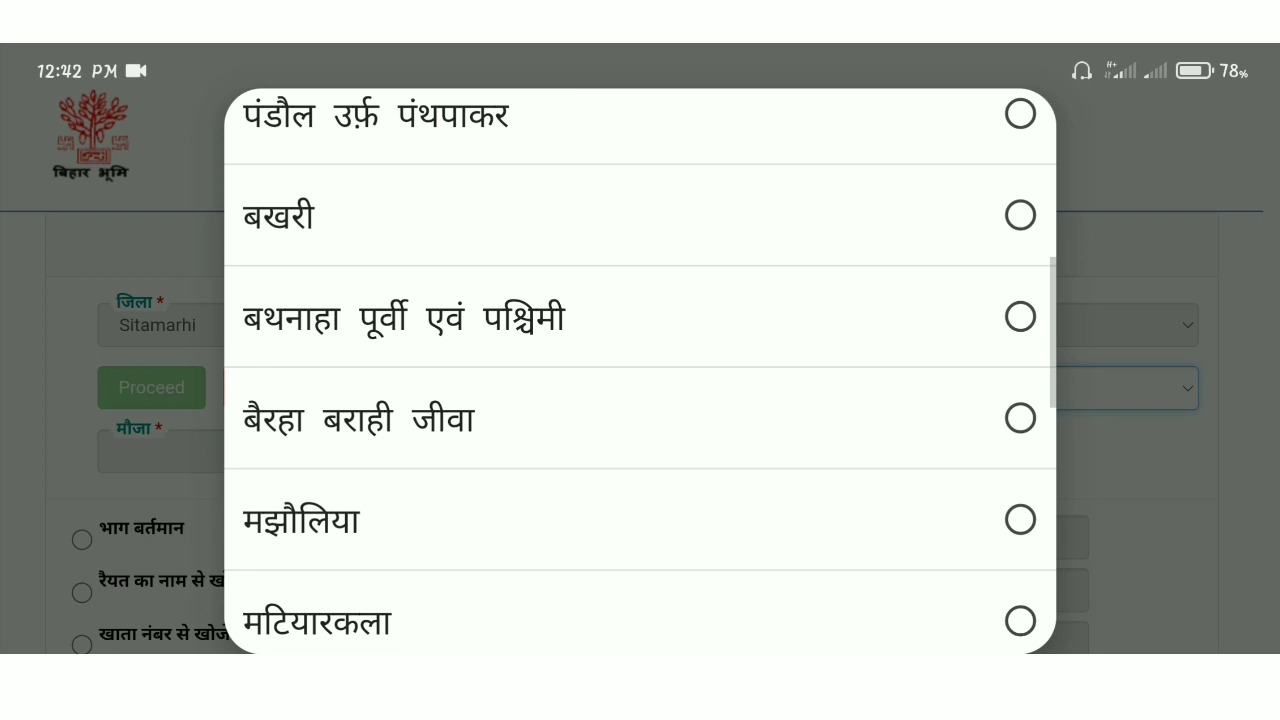 12:42 PM
78%
बिहार भूमि
पंडौल उर्फ़ पंथपाकर
बखरी
बथनाहा पूर्वी एवं पश्चिमी
बैरहा बराही जीवा
मझौलिया
मटियारकला
जिला *
Sitamarhi
Proceed
मौजा *
भाग बर्तमान
रैयत का नाम से
खाता नंबर से खोजे